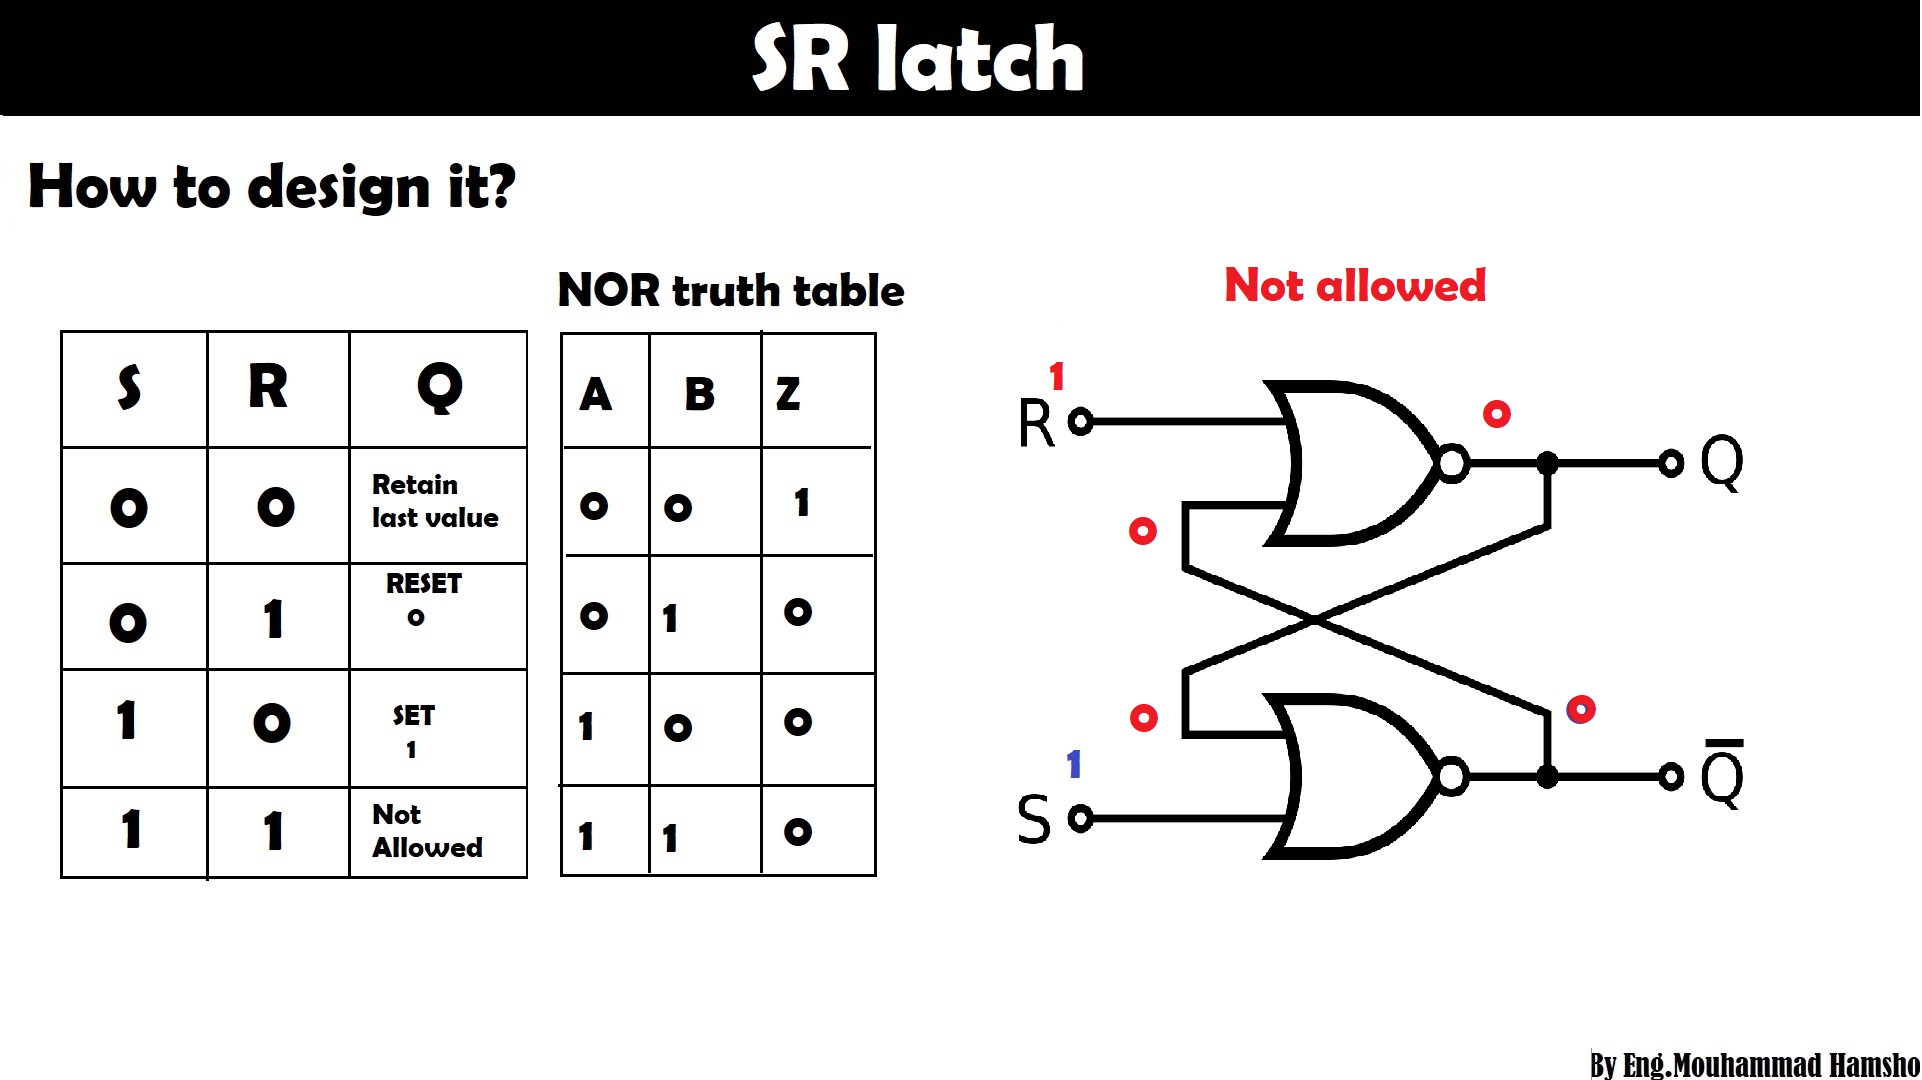 SR latch
How to design it?
NOR truth table
Not allowed
S R Q
0 0 Retain last value
0 1 RESET 0
1 0 SET 1
1 1 Not Allowed
A B Z
0 0 1
0 1 0
1 0 0
1 1 0
1
R
0
Q
0
0
0
1
S
Q̅
By Eng.Mouhammad Hamsho